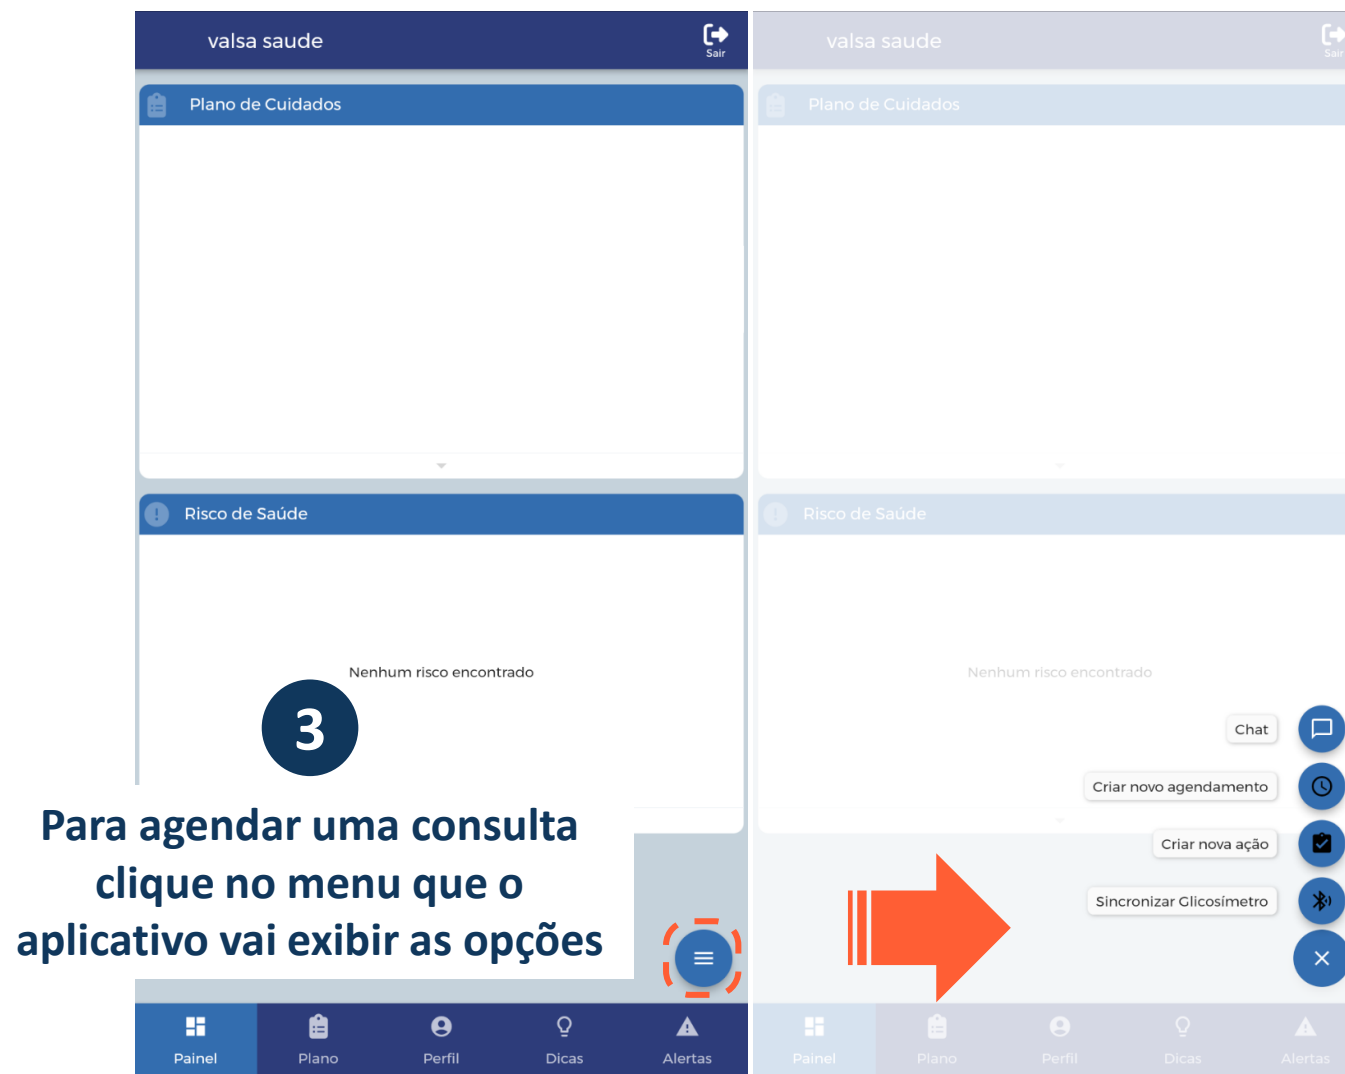 valsa saude
Sair
Plano de Cuidados
Risco de Saúde
Nenhum risco encontrado
3
Para agendar uma consulta
clique no menu que o
aplicativo vai exibir as opções
Painel
Plano
Perfil
Dicas
Alertas
valsa saude
Sair
Plano de Cuidados
Risco de Saúde
Nenhum risco encontrado
Chat
Criar novo agendamento
Criar nova ação
Sincronizar Glicosímetro
Painel
Plano
Perfil
Dicas
Alertas